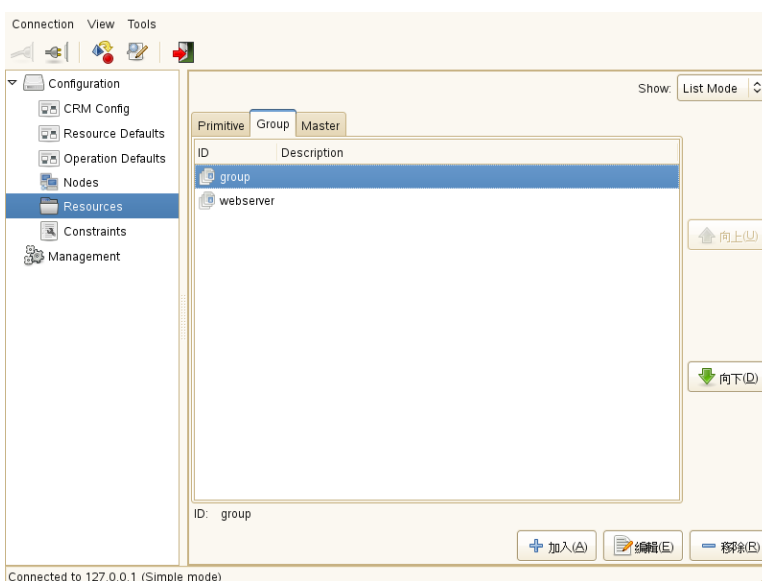 Connection View Tools
Configuration
CRM Config
Resource Defaults
Operation Defaults
Nodes
Resources
Constraints
Management
Show: List Mode
Primitive Group Master
ID Description
group
webserver
向上(U)
向下(D)
ID: group
加入(A) 編輯(E) 移除(R)
Connected to 127.0.0.1 (Simple mode)